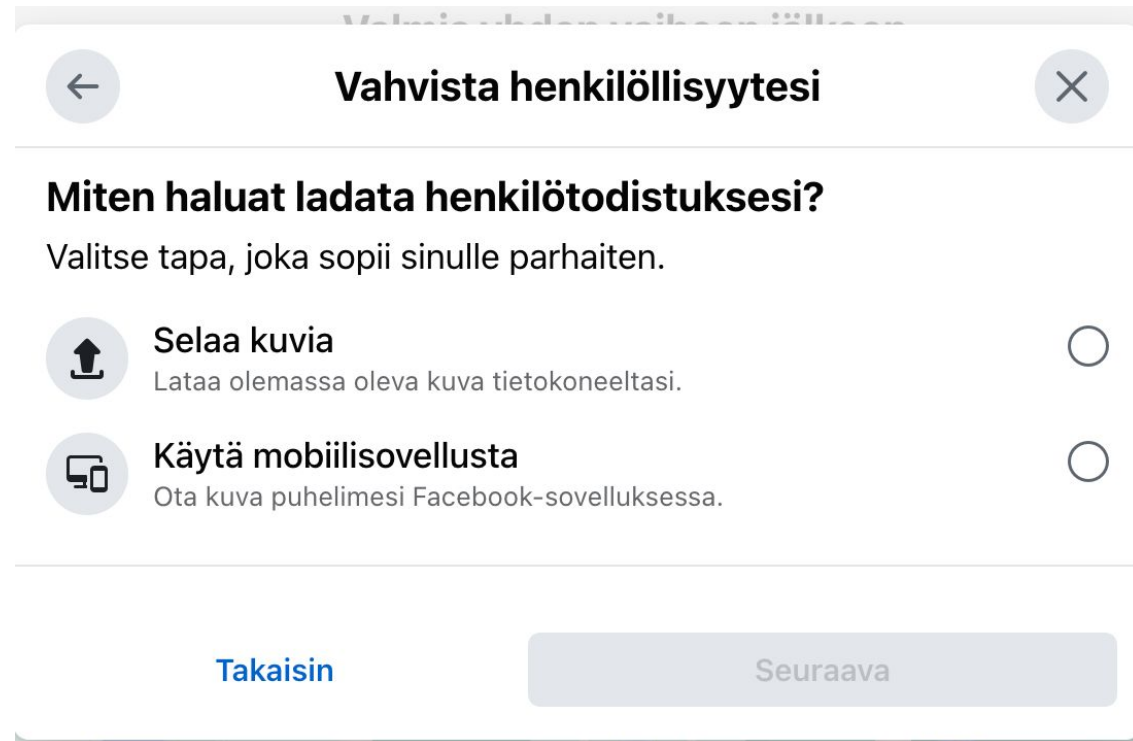 Vahvista henkilöllisyytesi
Miten haluat ladata henkilötodistuksesi?
Valitse tapa, joka sopii sinulle parhaiten.
Selaa kuvia
Lataa olemassa oleva kuva tietokoneeltasi.
Käytä mobiilisovellusta
Ota kuva puhelimesi Facebook-sovelluksessa.
Takaisin
Seuraava